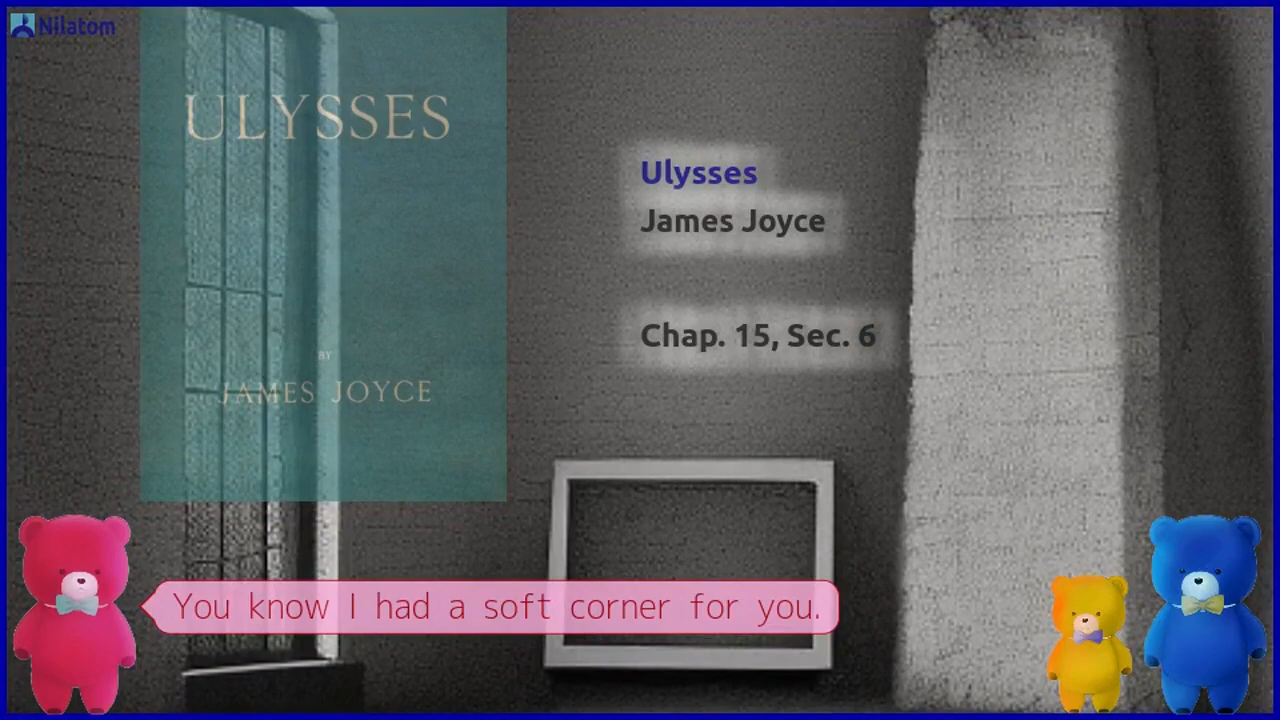 Nilatom
ULYSSES
BY
JAMES JOYCE
Ulysses
James Joyce
Chap. 15, Sec. 6
You know I had a soft corner for you.